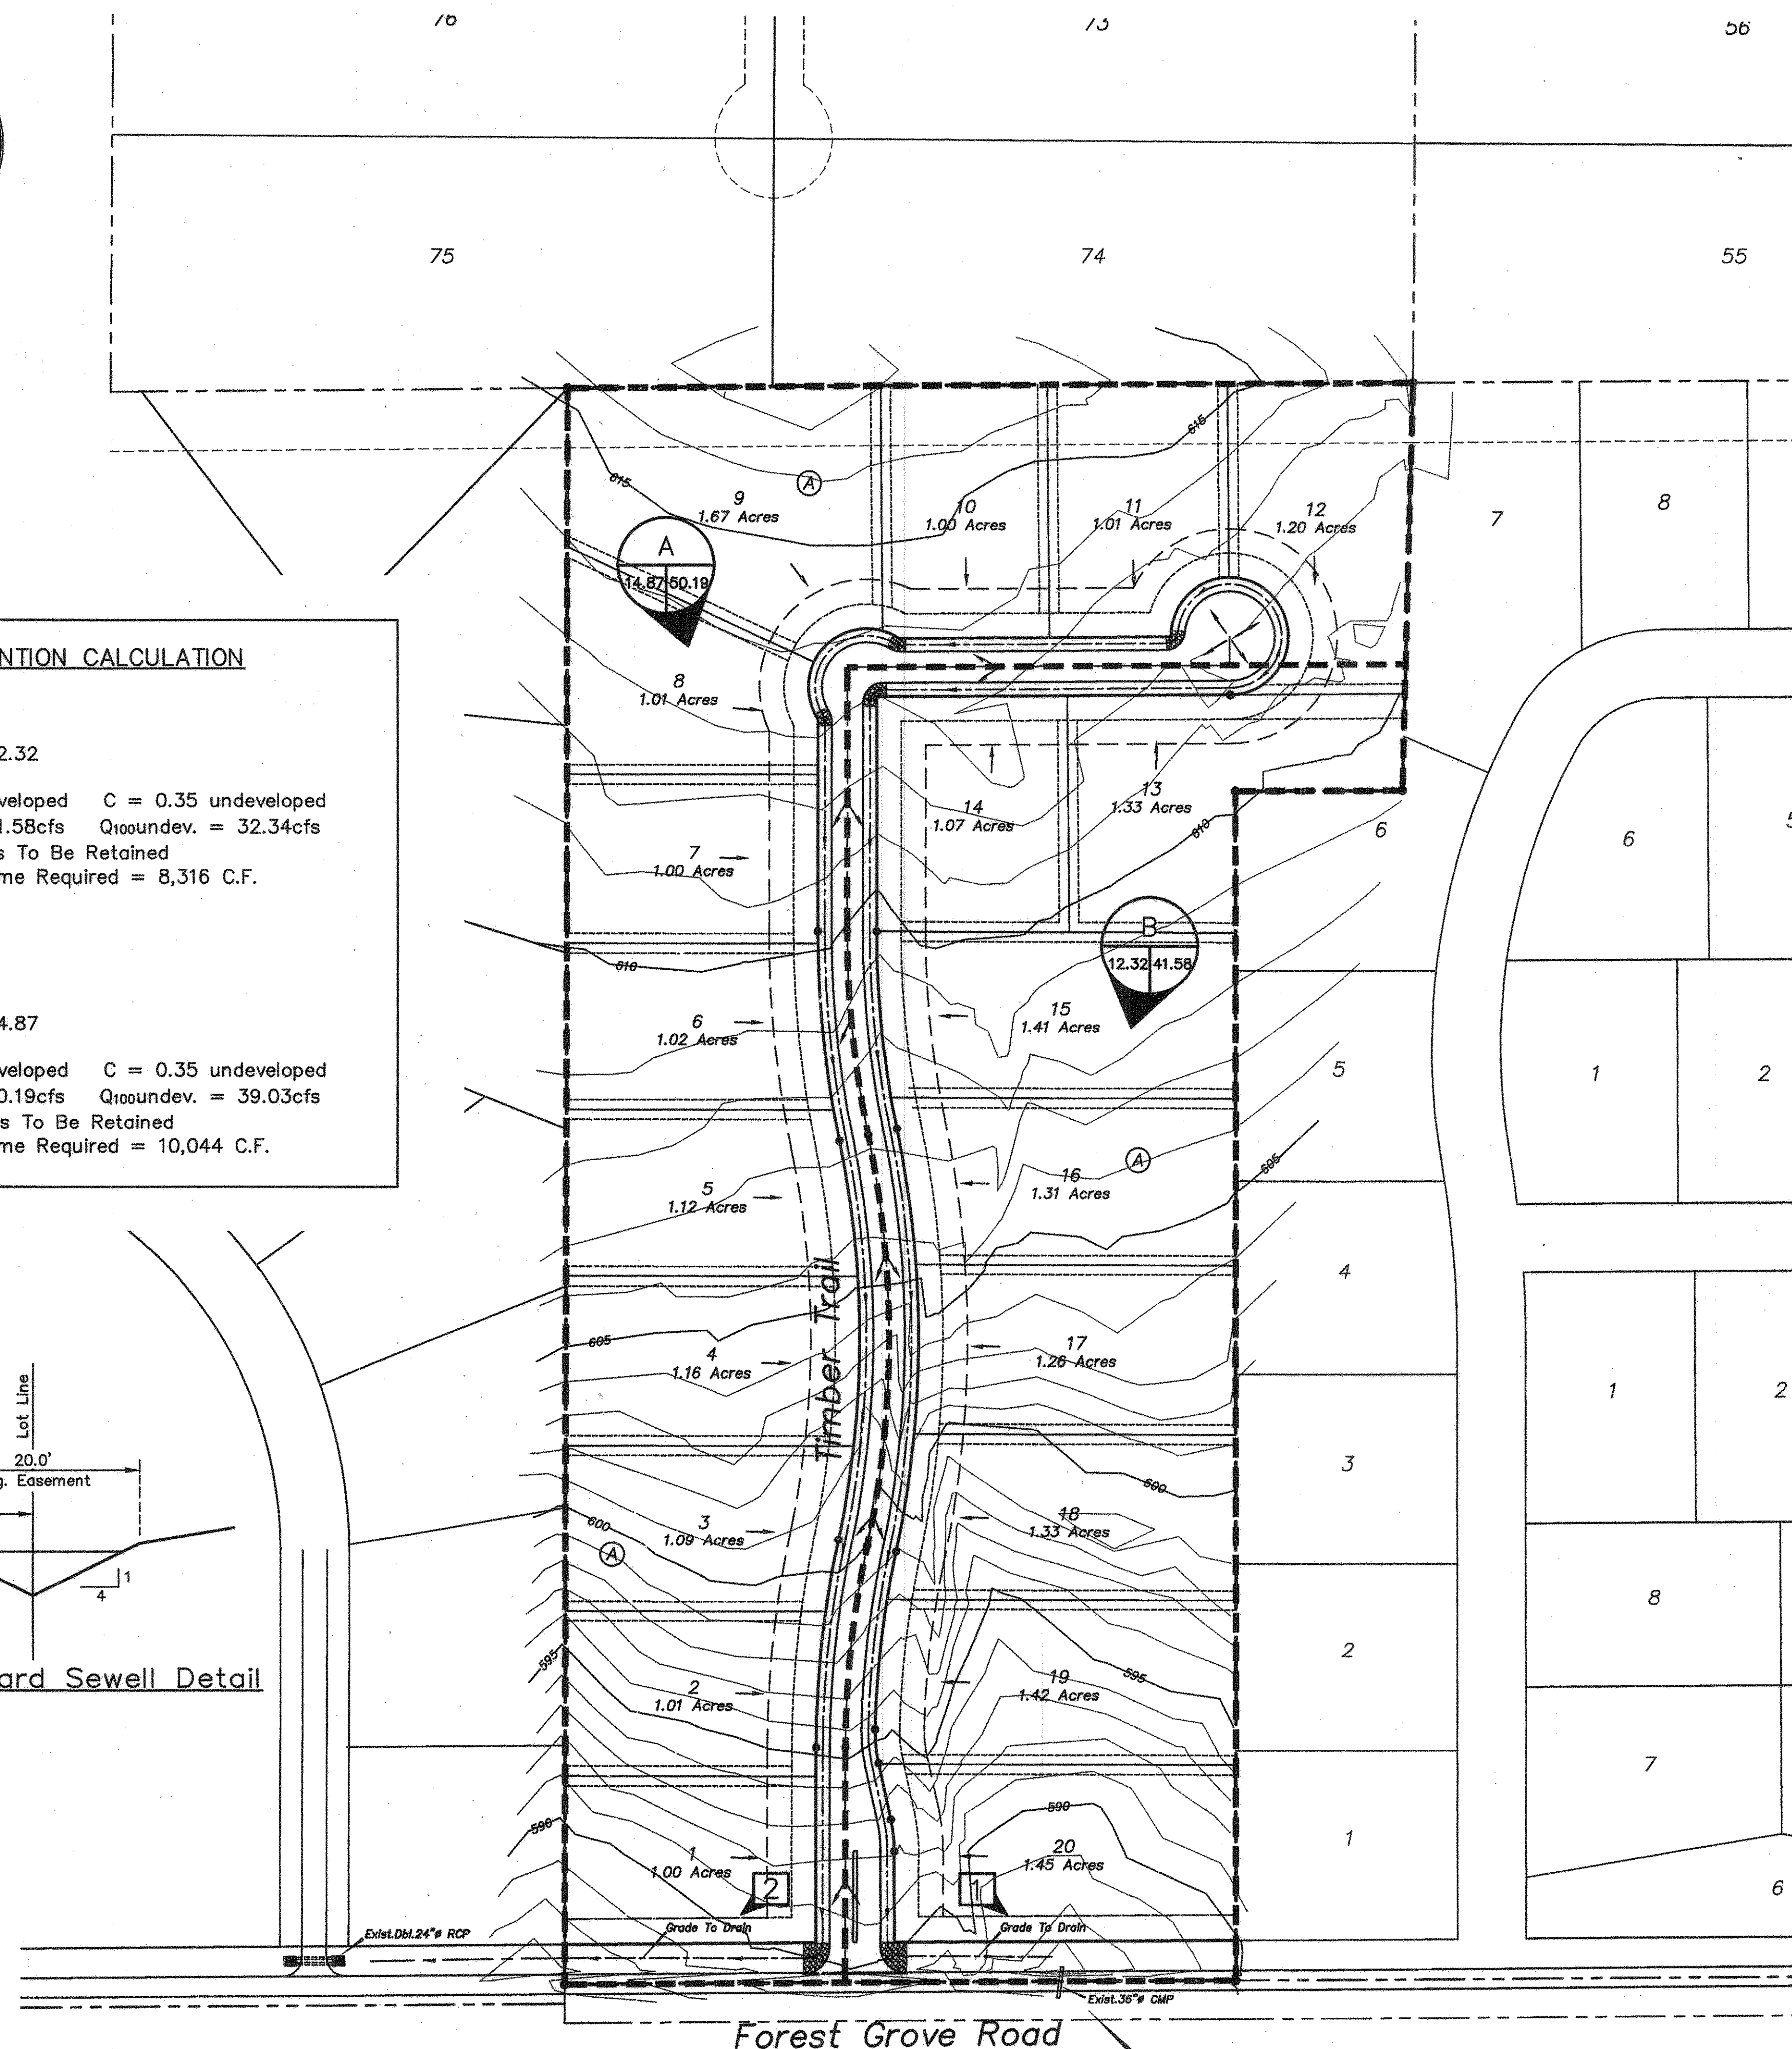 76
73
56
75
74
55
615
615
A
9
1.67 Acres
10
1.00 Acres
11
1.01 Acres
12
1.20 Acres
7
8
A
14.87 50.19
NTION CALCULATION
2.32
veloped C = 0.35 undeveloped
1.58cfs Q100undev. = 32.34cfs
s To Be Retained
me Required = 8,316 C.F.
4.87
veloped C = 0.35 undeveloped
0.19cfs Q100undev. = 39.03cfs
s To Be Retained
me Required = 10,044 C.F.
8
1.01 Acres
14
1.07 Acres
13
1.33 Acres
610
6
6
5
7
1.00 Acres
B
12.32 41.58
610
6
1.02 Acres
15
1.41 Acres
5
1
2
A
5
1.12 Acres
16
1.31 Acres
605
4
Timber Trail
605
4
1.16 Acres
17
1.26 Acres
1
2
Lot Line
20.0'
g. Easement
1
4
3
600
3
1.09 Acres
600
A
18
1.33 Acres
8
2
ard Sewell Detail
595
2
1.01 Acres
19
1.42 Acres
595
7
590
590
1
1
1.00 Acres
20
1.45 Acres
2
1
6
Exist.Dbl.24"ø RCP
Grade To Drain
Grade To Drain
Exist.36"ø CMP
Forest Grove Road